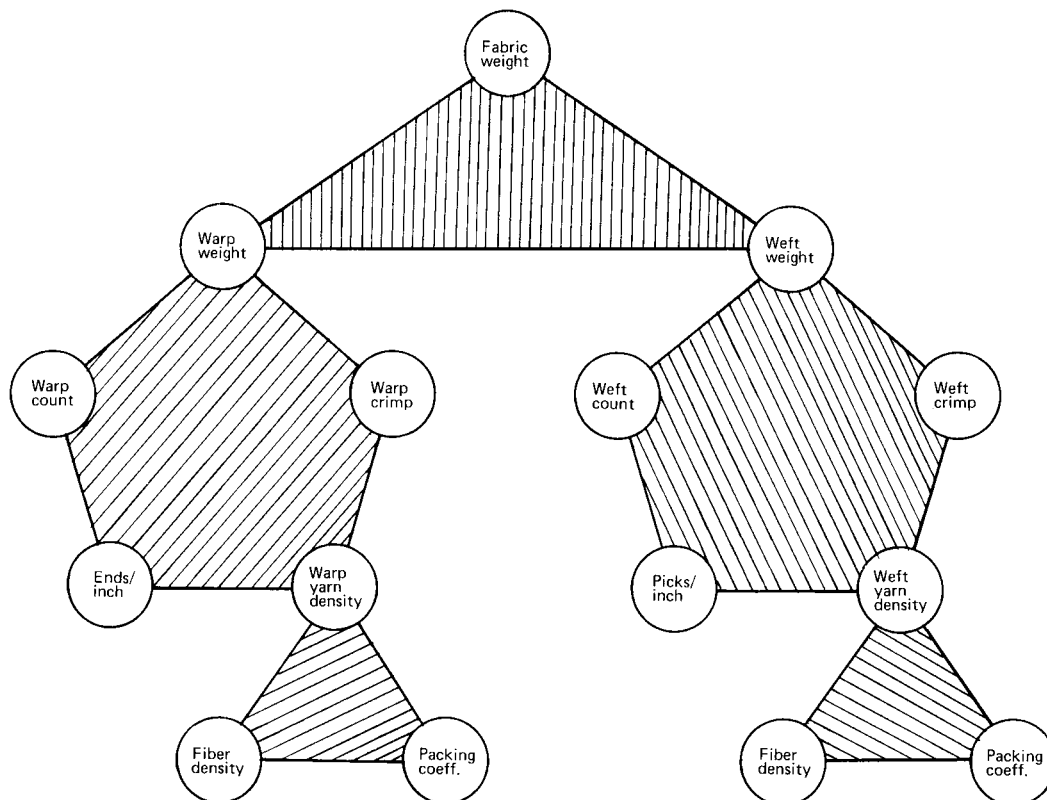 Fabric
weight
Warp
weight
Weft
weight
Warp
count
Warp
crimp
Weft
count
Weft
crimp
Ends/
inch
Warp
yarn
density
Picks/
inch
Weft
yarn
density
Fiber
density
Packing
coeff.
Fiber
density
Packing
coeff.